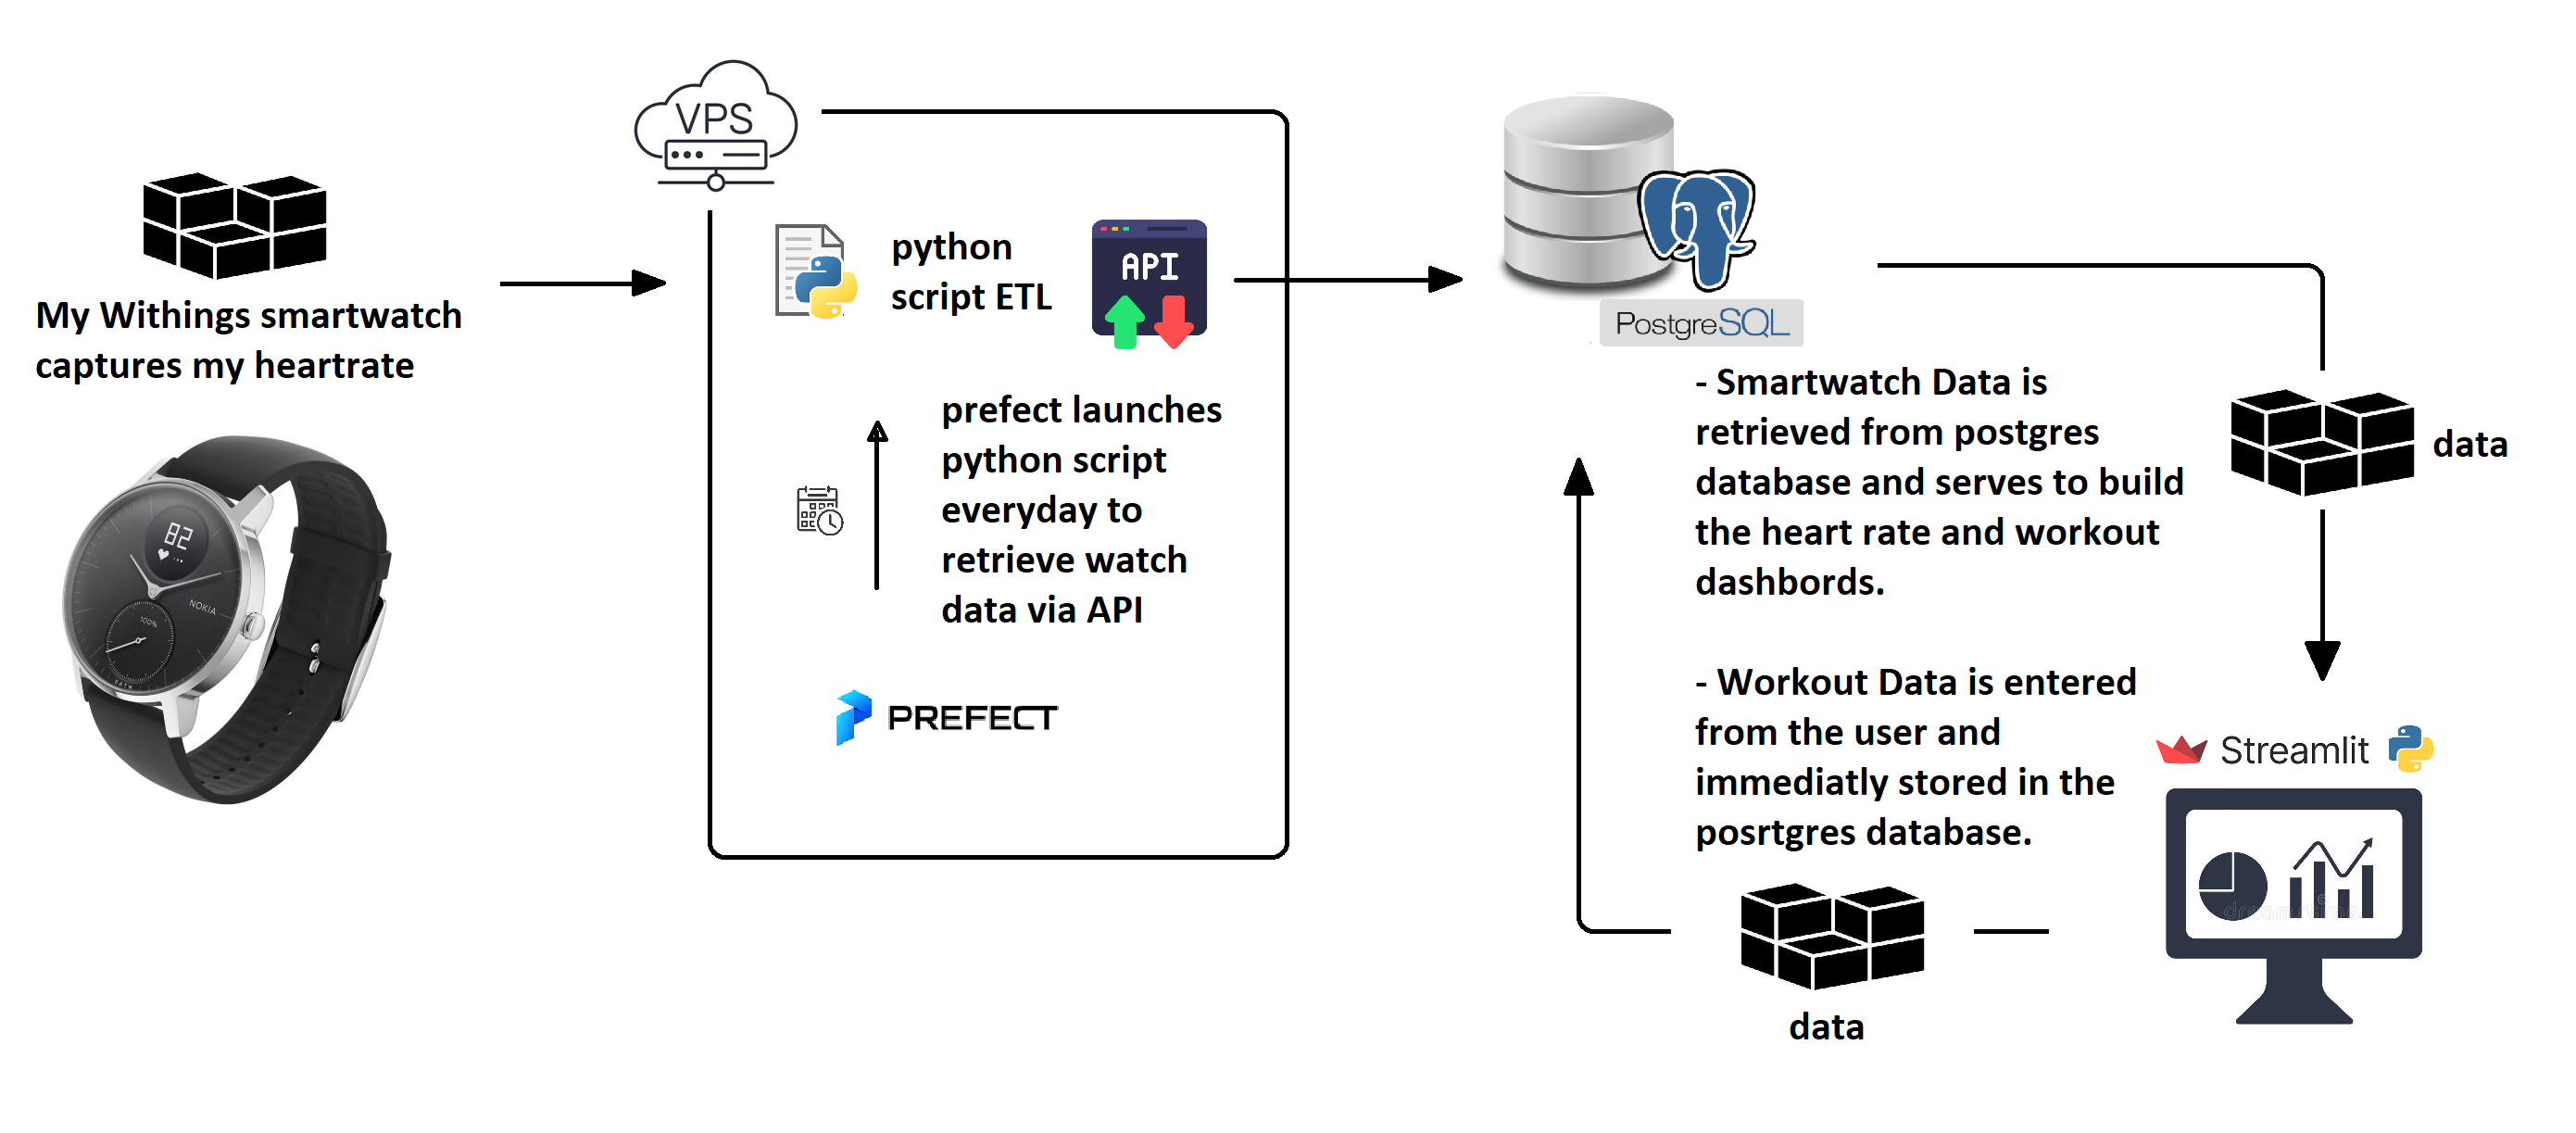 My Withings smartwatch
captures my heartrate
82
NOKIA
100%
VPS
python
script ETL
API
prefect launches
python script
everyday to
retrieve watch
data via API
PREFECT
PostgreSQL
- Smartwatch Data is
retrieved from postgres
database and serves to build
the heart rate and workout
dashbords.
- Workout Data is entered
from the user and
immediatly stored in the
posrtgres database.
data
data
Streamlit
dreamstime